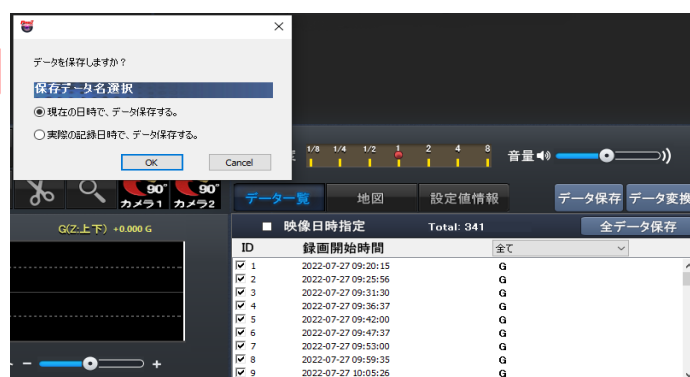 データを保存しますか？
保存データ名選択
現在の日時で、データ保存する。
実際の記録日時で、データ保存する。
OK Cancel
1/8 1/4 1/2 1 2 4 8 音量
90° 90°
カメラ1 カメラ2
データ一覧 地図 設定値情報 データ保存 データ変換
G(Z:上下) +0.000 G
映像日時指定 Total: 341 全データ保存
ID 録画開始時間 全て
1 2022-07-27 09:20:15 G
2 2022-07-27 09:25:56 G
3 2022-07-27 09:31:30 G
4 2022-07-27 09:36:37 G
5 2022-07-27 09:42:00 G
6 2022-07-27 09:47:37 G
7 2022-07-27 09:53:00 G
8 2022-07-27 09:59:35 G
9 2022-07-27 10:05:26 G